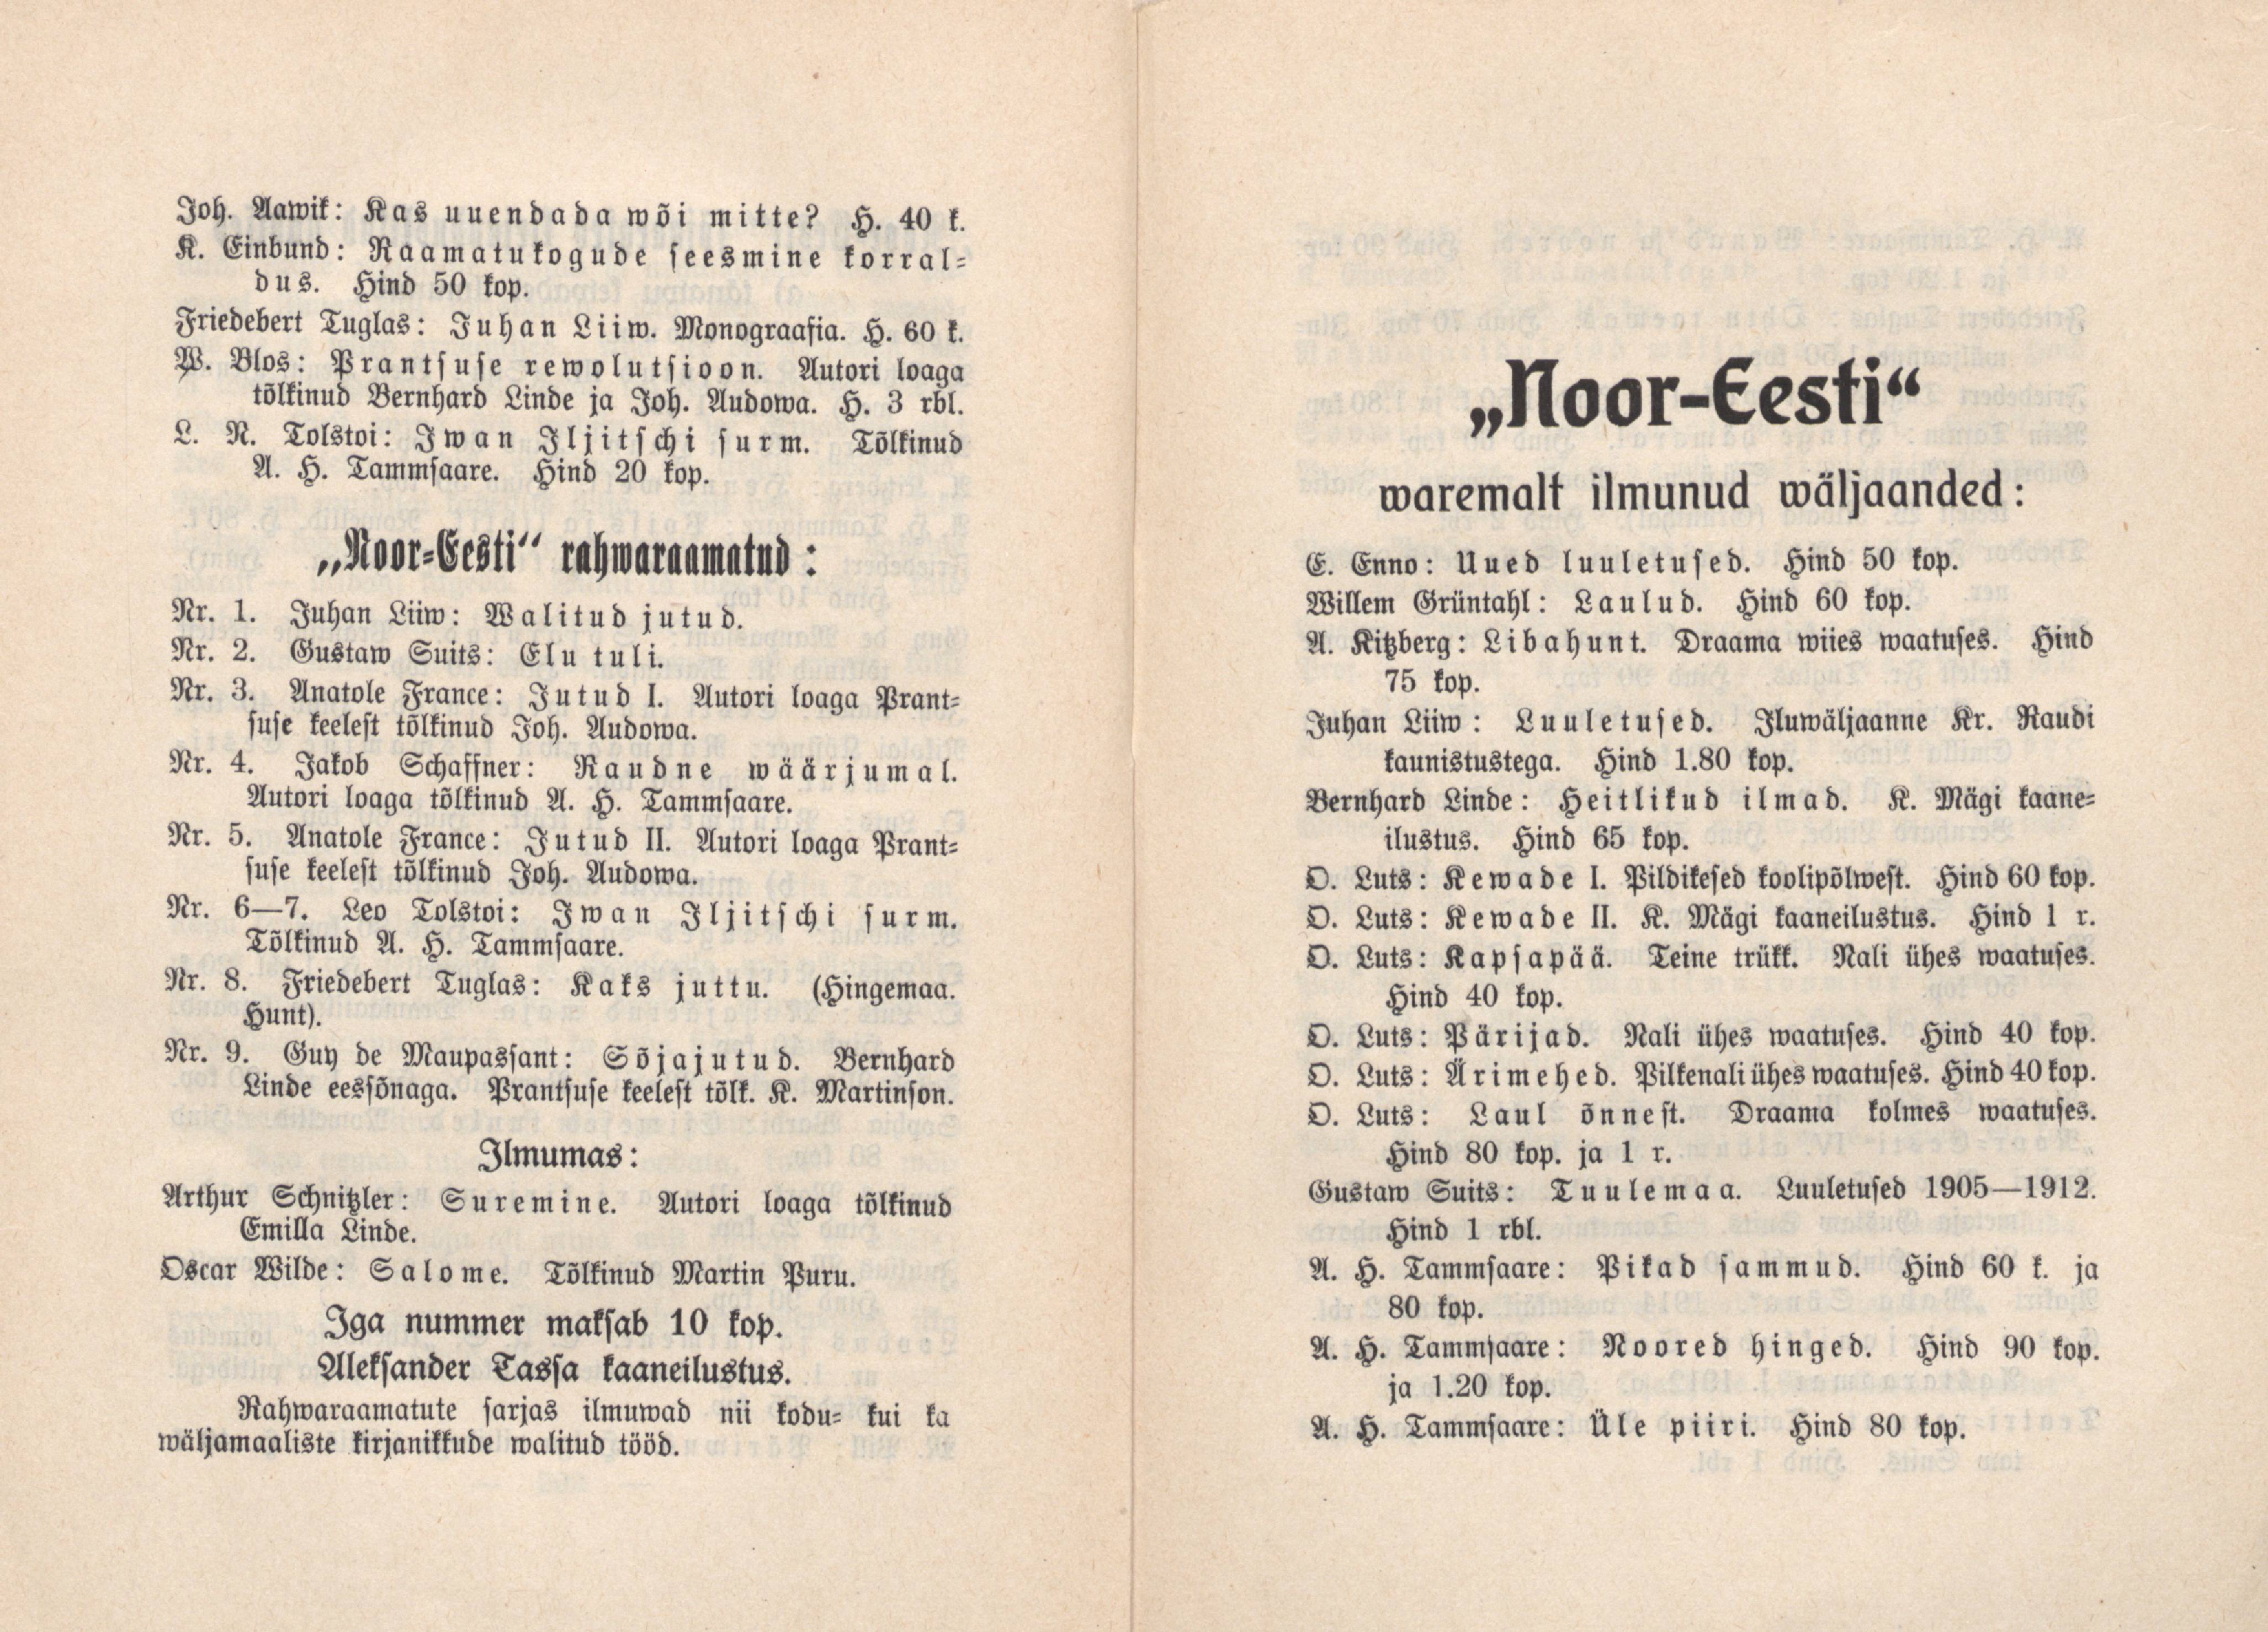 Joh. Aawik: Kas uuendada wõi mitte? H. 40 k.
K. Einbund: Raamatukogude seesmine korral-
dus. Hind 50 kop.
Friedebert Tuglas: Juhan Liiw. Monograafia. H. 60 k.
W. Blos: Prantsuse rewolutsioon. Autori loaga
tõlkinud Bernhard Linde ja Joh. Audowa. H. 3 rbl.
L. N. Tolstoi: Iwan Iljitschi surm. Tõlkinud
A. H. Tammsaare. Hind 20 kop.
„Noor-Eesti“ rahwaraamatud:
Nr. 1. Juhan Liiw: Walitud jutud.
Nr. 2. Gustaw Suits: Elu tuli.
Nr. 3. Anatole France: Jutud I. Autori loaga Prant-
suse keelest tõlkinud Joh. Audowa.
Nr. 4. Jakob Schaffner: Raudne wäärjumal.
Autori loaga tõlkinud A. H. Tammsaare.
Nr. 5. Anatole France: Jutud II. Autori loaga Prant-
suse keelest tõlkinud Joh. Audowa.
Nr. 6—7. Leo Tolstoi: Iwan Iljitschi surm.
Tõlkinud A. H. Tammsaare.
Nr. 8. Friedebert Tuglas: Kaks juttu. (Hingemaa.
Hunt).
Nr. 9. Guy de Maupassant: Sõjajutud. Bernhard
Linde eessõnaga. Prantsuse keelest tõlk. K. Martinson.
Ilmumas:
Arthur Schnitzler: Suremine. Autori loaga tõlkinud
Emilla Linde.
Oscar Wilde: Salome. Tõlkinud Martin Puru.
Iga nummer maksab 10 kop.
Aleksander Tassa kaaneilustus.
Rahwaraamatute sarjas ilmuwad nii kodu- kui ka
wäljamaaliste kirjanikkude walitud tööd.
„Noor-Eesti“
waremalt ilmunud wäljaanded:
E. Enno: Uued luuletused. Hind 50 kop.
Willem Grüntahl: Laulud. Hind 60 kop.
A. Kitzberg: Libahunt. Draama wiies waatuses. Hind
75 kop.
Juhan Liiw: Luuletused. Iluwäljaanne Kr. Raudi
kaunistustega. Hind 1.80 kop.
Bernhard Linde: Heitlikud ilmad. K. Mägi kaane-
ilustus. Hind 65 kop.
O. Luts: Kewade I. Pildikesed koolipõlwest. Hind 60 kop.
O. Luts: Kewade II. K. Mägi kaaneilustus. Hind 1 r.
O. Luts: Kapsapää. Teine trükk. Nali ühes waatuses.
Hind 40 kop.
O. Luts: Pärijad. Nali ühes waatuses. Hind 40 kop.
O. Luts: Ärimehed. Pilkenali ühes waatuses. Hind 40 kop.
O. Luts: Laul õnnest. Draama kolmes waatuses.
Hind 80 kop. ja 1 r.
Gustaw Suits: Tuulemaa. Luuletused 1905—1912.
Hind 1 rbl.
A. H. Tammsaare: Pikad sammud. Hind 60 k. ja
80 kop.
A. H. Tammsaare: Noored hinged. Hind 90 kop.
ja 1.20 kop.
A. H. Tammsaare: Üle piiri. Hind 80 kop.